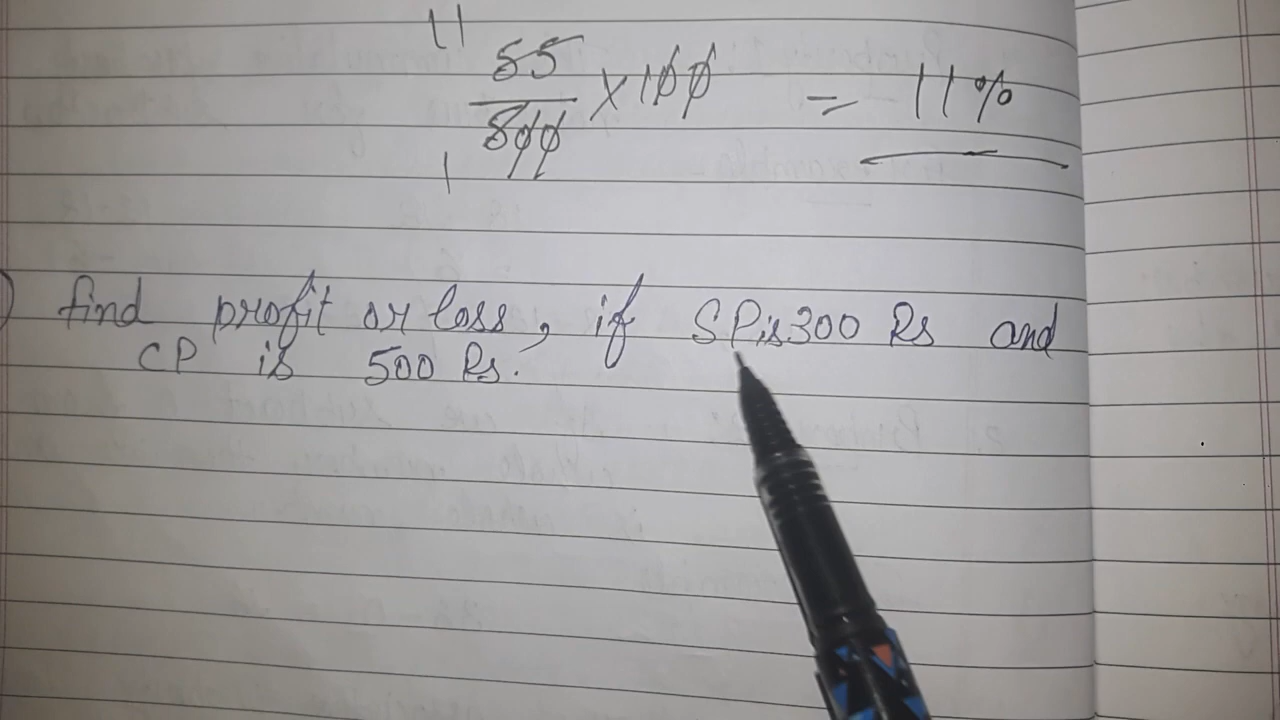 11
55
500 × 100 = 11%
1
) find profit or loss, if SP is 300 Rs and
CP is 500 Rs.